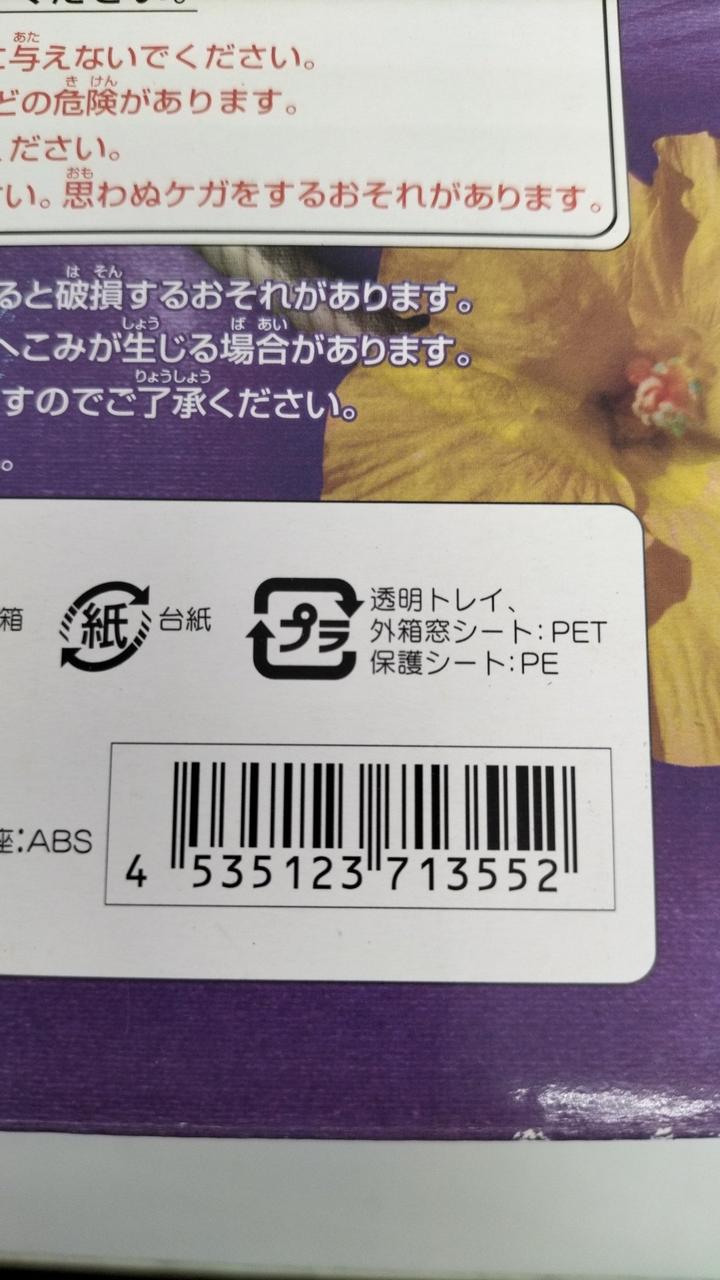 ください。
に与えないでください。
どの危険があります。
ください。
い。思わぬケガをするおそれがあります。
ると破損するおそれがあります。
へこみが生じる場合があります。
すのでご了承ください。
。
箱
紙
台紙
プラ
透明トレイ、
外箱窓シート：PET
保護シート：PE
座：ABS
4 535123 713552